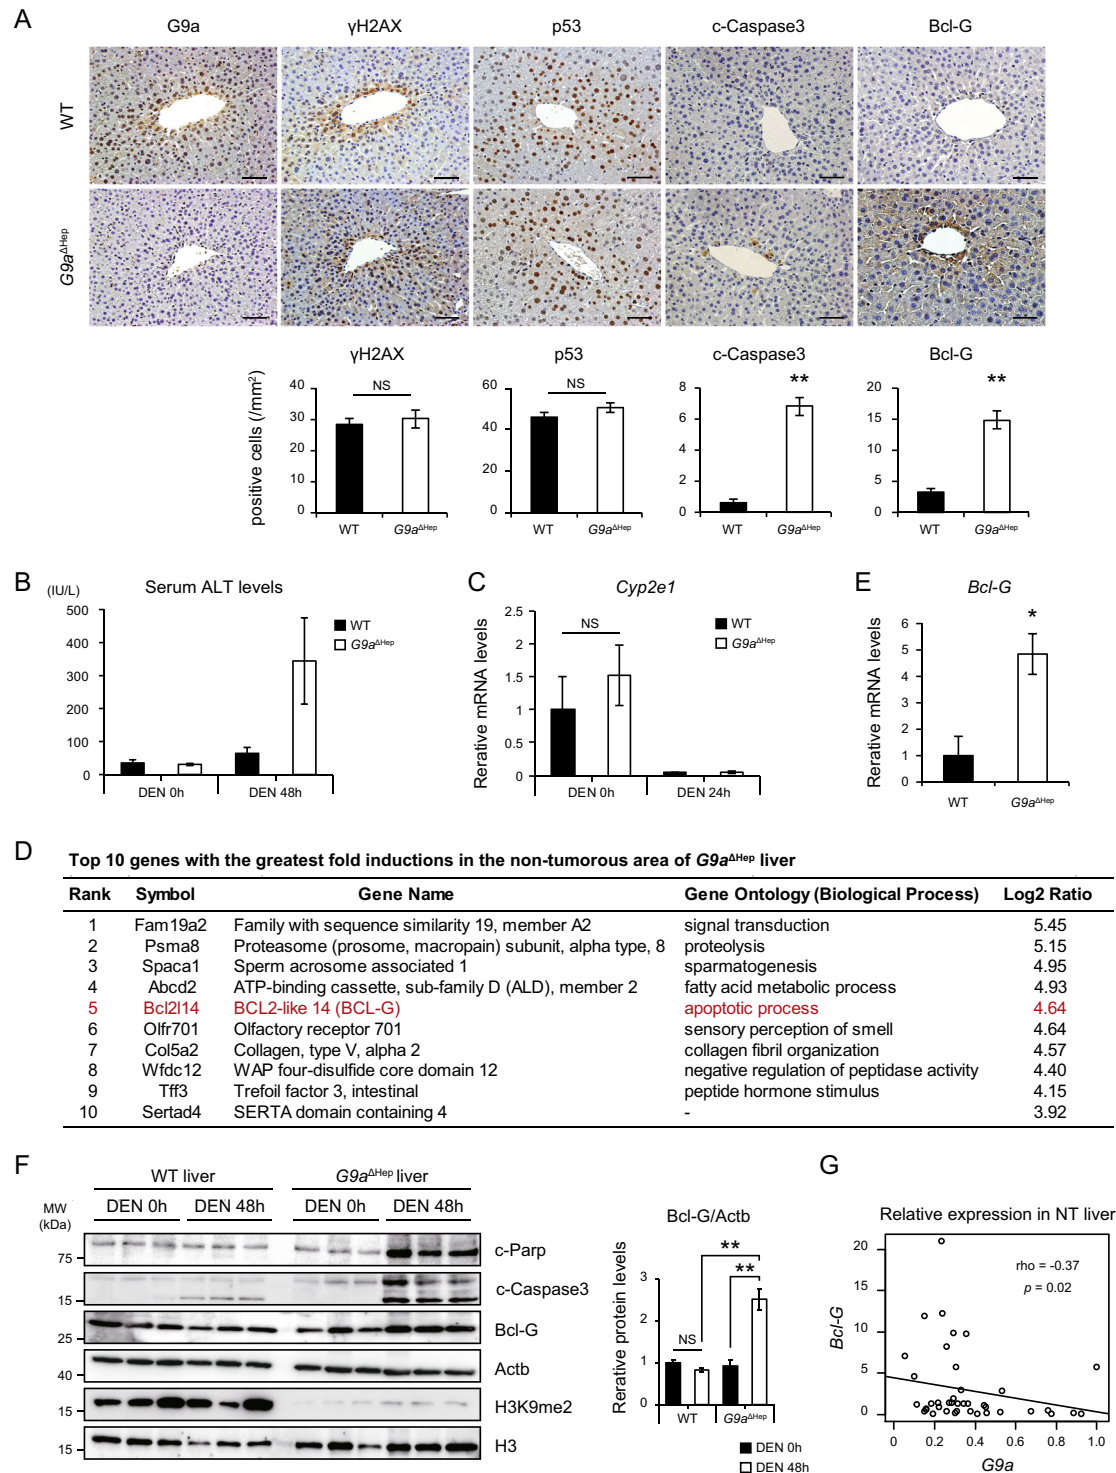 A
G9a γH2AX p53 c-Caspase3 Bcl-G
WT
G9aΔHep
γH2AX p53 c-Caspase3 Bcl-G
positive cells (/mm2)
40 30 20 10 0
NS
WT G9aΔHep
60 40 20 0
NS
WT G9aΔHep
8 6 4 2 0
**
WT G9aΔHep
20 15 10 5 0
**
WT G9aΔHep
B
(IU/L)
Serum ALT levels
500 400 300 200 100 0
WT
G9aΔHep
DEN 0h DEN 48h
C
Cyp2e1
Rerative mRNA levels
2.5 2 1.5 1 0.5 0
NS
WT
G9aΔHep
DEN 0h DEN 24h
E
Bcl-G
Rerative mRNA levels
6 5 4 3 2 1 0
*
WT G9aΔHep
D
Top 10 genes with the greatest fold inductions in the non-tumorous area of G9aΔHep liver
Rank Symbol Gene Name Gene Ontology (Biological Process) Log2 Ratio
1 Fam19a2 Family with sequence similarity 19, member A2 signal transduction 5.45
2 Psma8 Proteasome (prosome, macropain) subunit, alpha type, 8 proteolysis 5.15
3 Spaca1 Sperm acrosome associated 1 sparmatogenesis 4.95
4 Abcd2 ATP-binding cassette, sub-family D (ALD), member 2 fatty acid metabolic process 4.93
5 Bcl2l14 BCL2-like 14 (BCL-G) apoptotic process 4.64
6 Olfr701 Olfactory receptor 701 sensory perception of smell 4.64
7 Col5a2 Collagen, type V, alpha 2 collagen fibril organization 4.57
8 Wfdc12 WAP four-disulfide core domain 12 negative regulation of peptidase activity 4.40
9 Tff3 Trefoil factor 3, intestinal peptide hormone stimulus 4.15
10 Sertad4 SERTA domain containing 4 - 3.92
F
WT liver G9aΔHep liver
MW
(kDa)
DEN 0h DEN 48h DEN 0h DEN 48h
75 c-Parp
15 c-Caspase3
25 Bcl-G
40 Actb
15 H3K9me2
15 H3
Bcl-G/Actb
Rerative protein levels
3 2 1 0
NS
**
**
WT G9aΔHep
DEN 0h
DEN 48h
G
Relative expression in NT liver
Bcl-G
20 15 10 5 0
rho = -0.37
p = 0.02
0 0.2 0.4 0.6 0.8 1.0
G9a